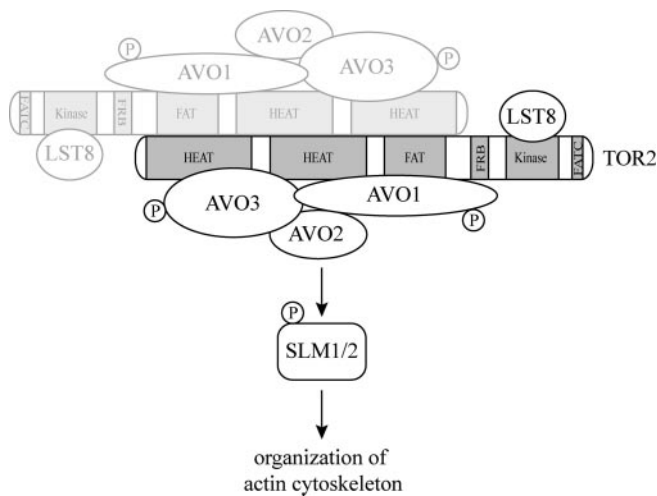 AVO2
P
AVO1
AVO3
P
FATC
Kinase
FRB
FAT
HEAT
HEAT
LST8
LST8
HEAT
HEAT
FAT
FRB
Kinase
FATC
TOR2
P
AVO3
AVO1
P
AVO2
P
SLM1/2
organization of
actin cytoskeleton